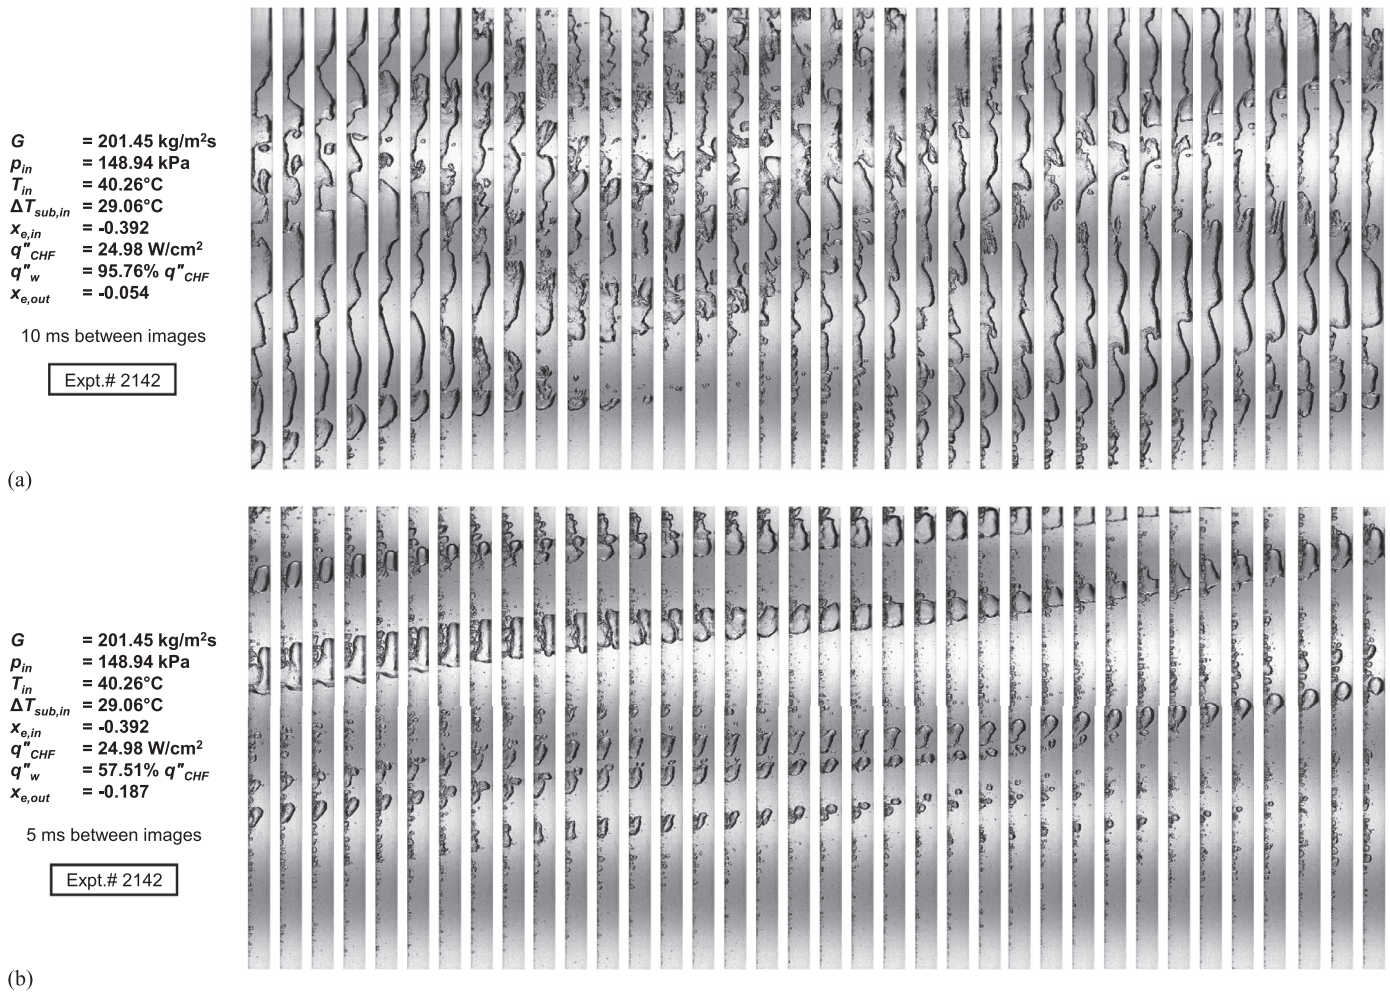 G = 201.45 kg/m²s
p_in = 148.94 kPa
T_in = 40.26°C
ΔT_sub,in = 29.06°C
x_e,in = -0.392
q"_CHF = 24.98 W/cm²
q"_w = 95.76% q"_CHF
x_e,out = -0.054
10 ms between images
Expt.# 2142
(a)
G = 201.45 kg/m²s
p_in = 148.94 kPa
T_in = 40.26°C
ΔT_sub,in = 29.06°C
x_e,in = -0.392
q"_CHF = 24.98 W/cm²
q"_w = 57.51% q"_CHF
x_e,out = -0.187
5 ms between images
Expt.# 2142
(b)